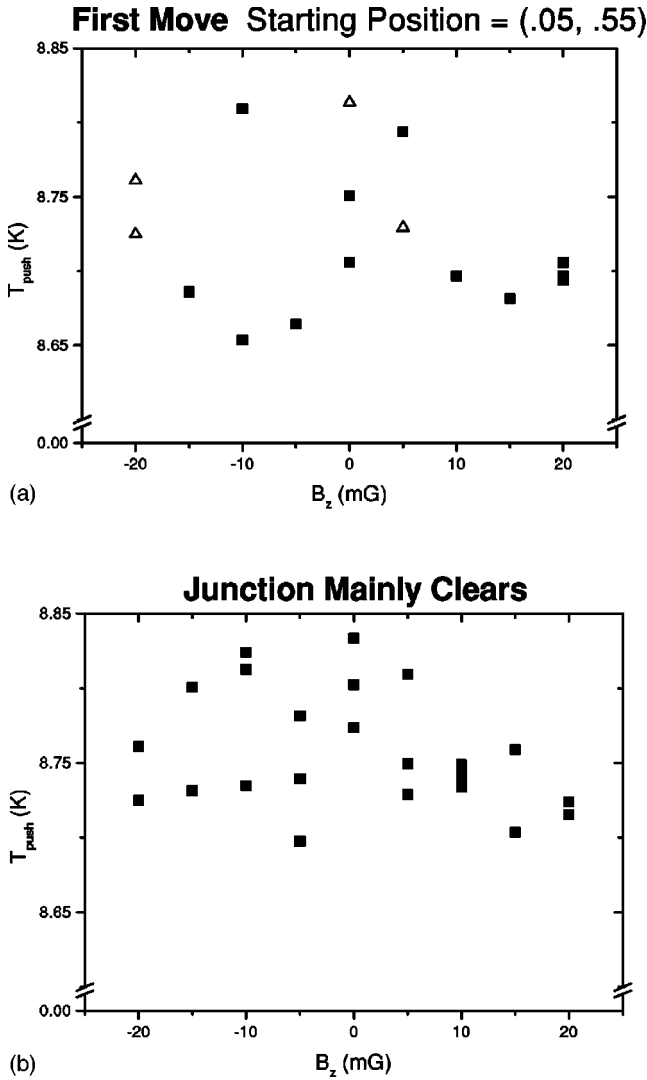 First Move Starting Position = (.05, .55)
8.85
8.75
8.65
0.00
T_push (K)
-20 -10 0 10 20
(a)
B_z (mG)
Junction Mainly Clears
8.85
8.75
8.65
0.00
T_push (K)
-20 -10 0 10 20
(b)
B_z (mG)